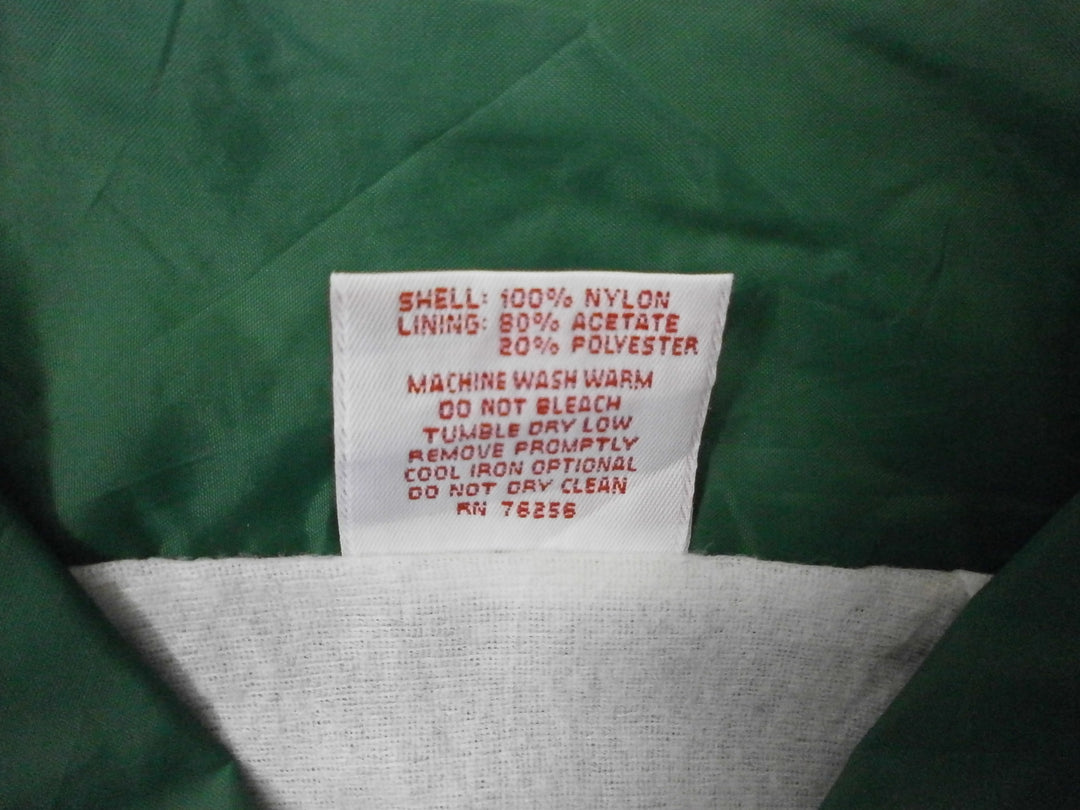 SHELL: 100% NYLON
LINING: 80% ACETATE
20% POLYESTER
MACHINE WASH WARM
DO NOT BLEACH
TUMBLE DRY LOW
REMOVE PROMPTLY
COOL IRON OPTIONAL
DO NOT DRY CLEAN
RN 76256